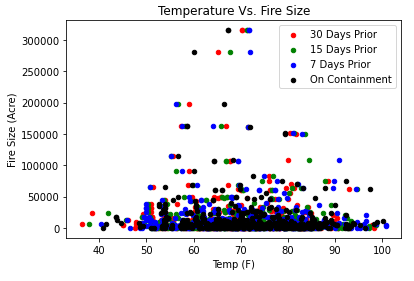 Temperature Vs. Fire Size
30 Days Prior
15 Days Prior
7 Days Prior
On Containment
Fire Size (Acre)
300000
250000
200000
150000
100000
50000
0
40 50 60 70 80 90 100
Temp (F)